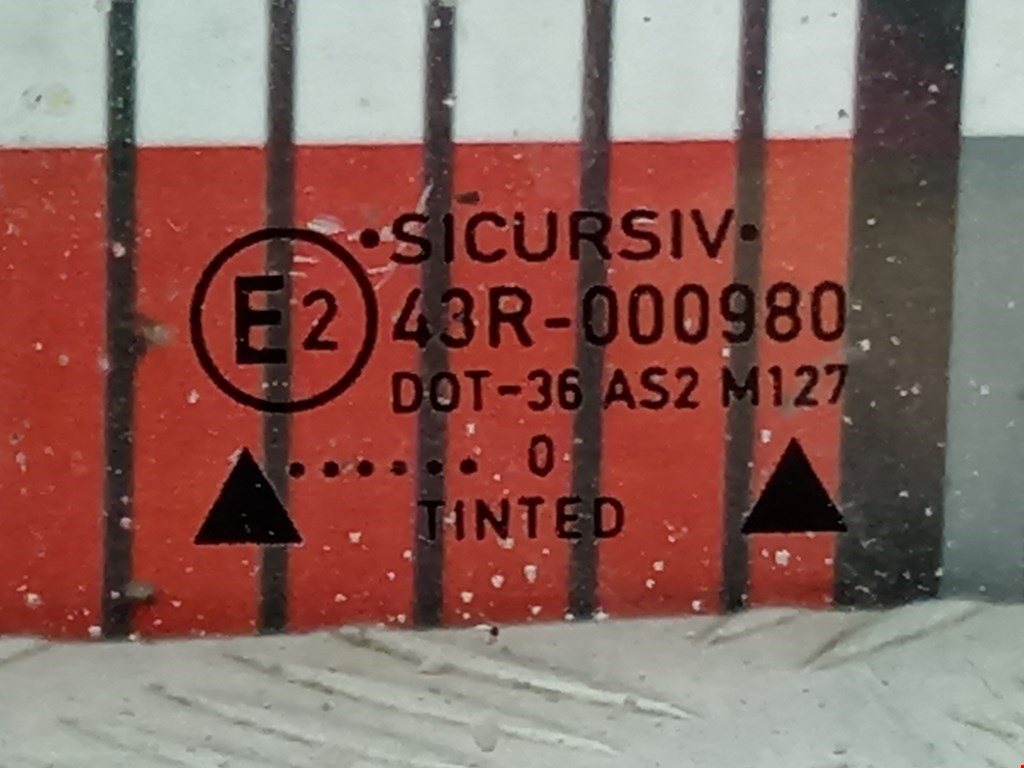 •SICURSIV•
E2 43R-000980
DOT-36 AS2 M127
...... 0
TINTED